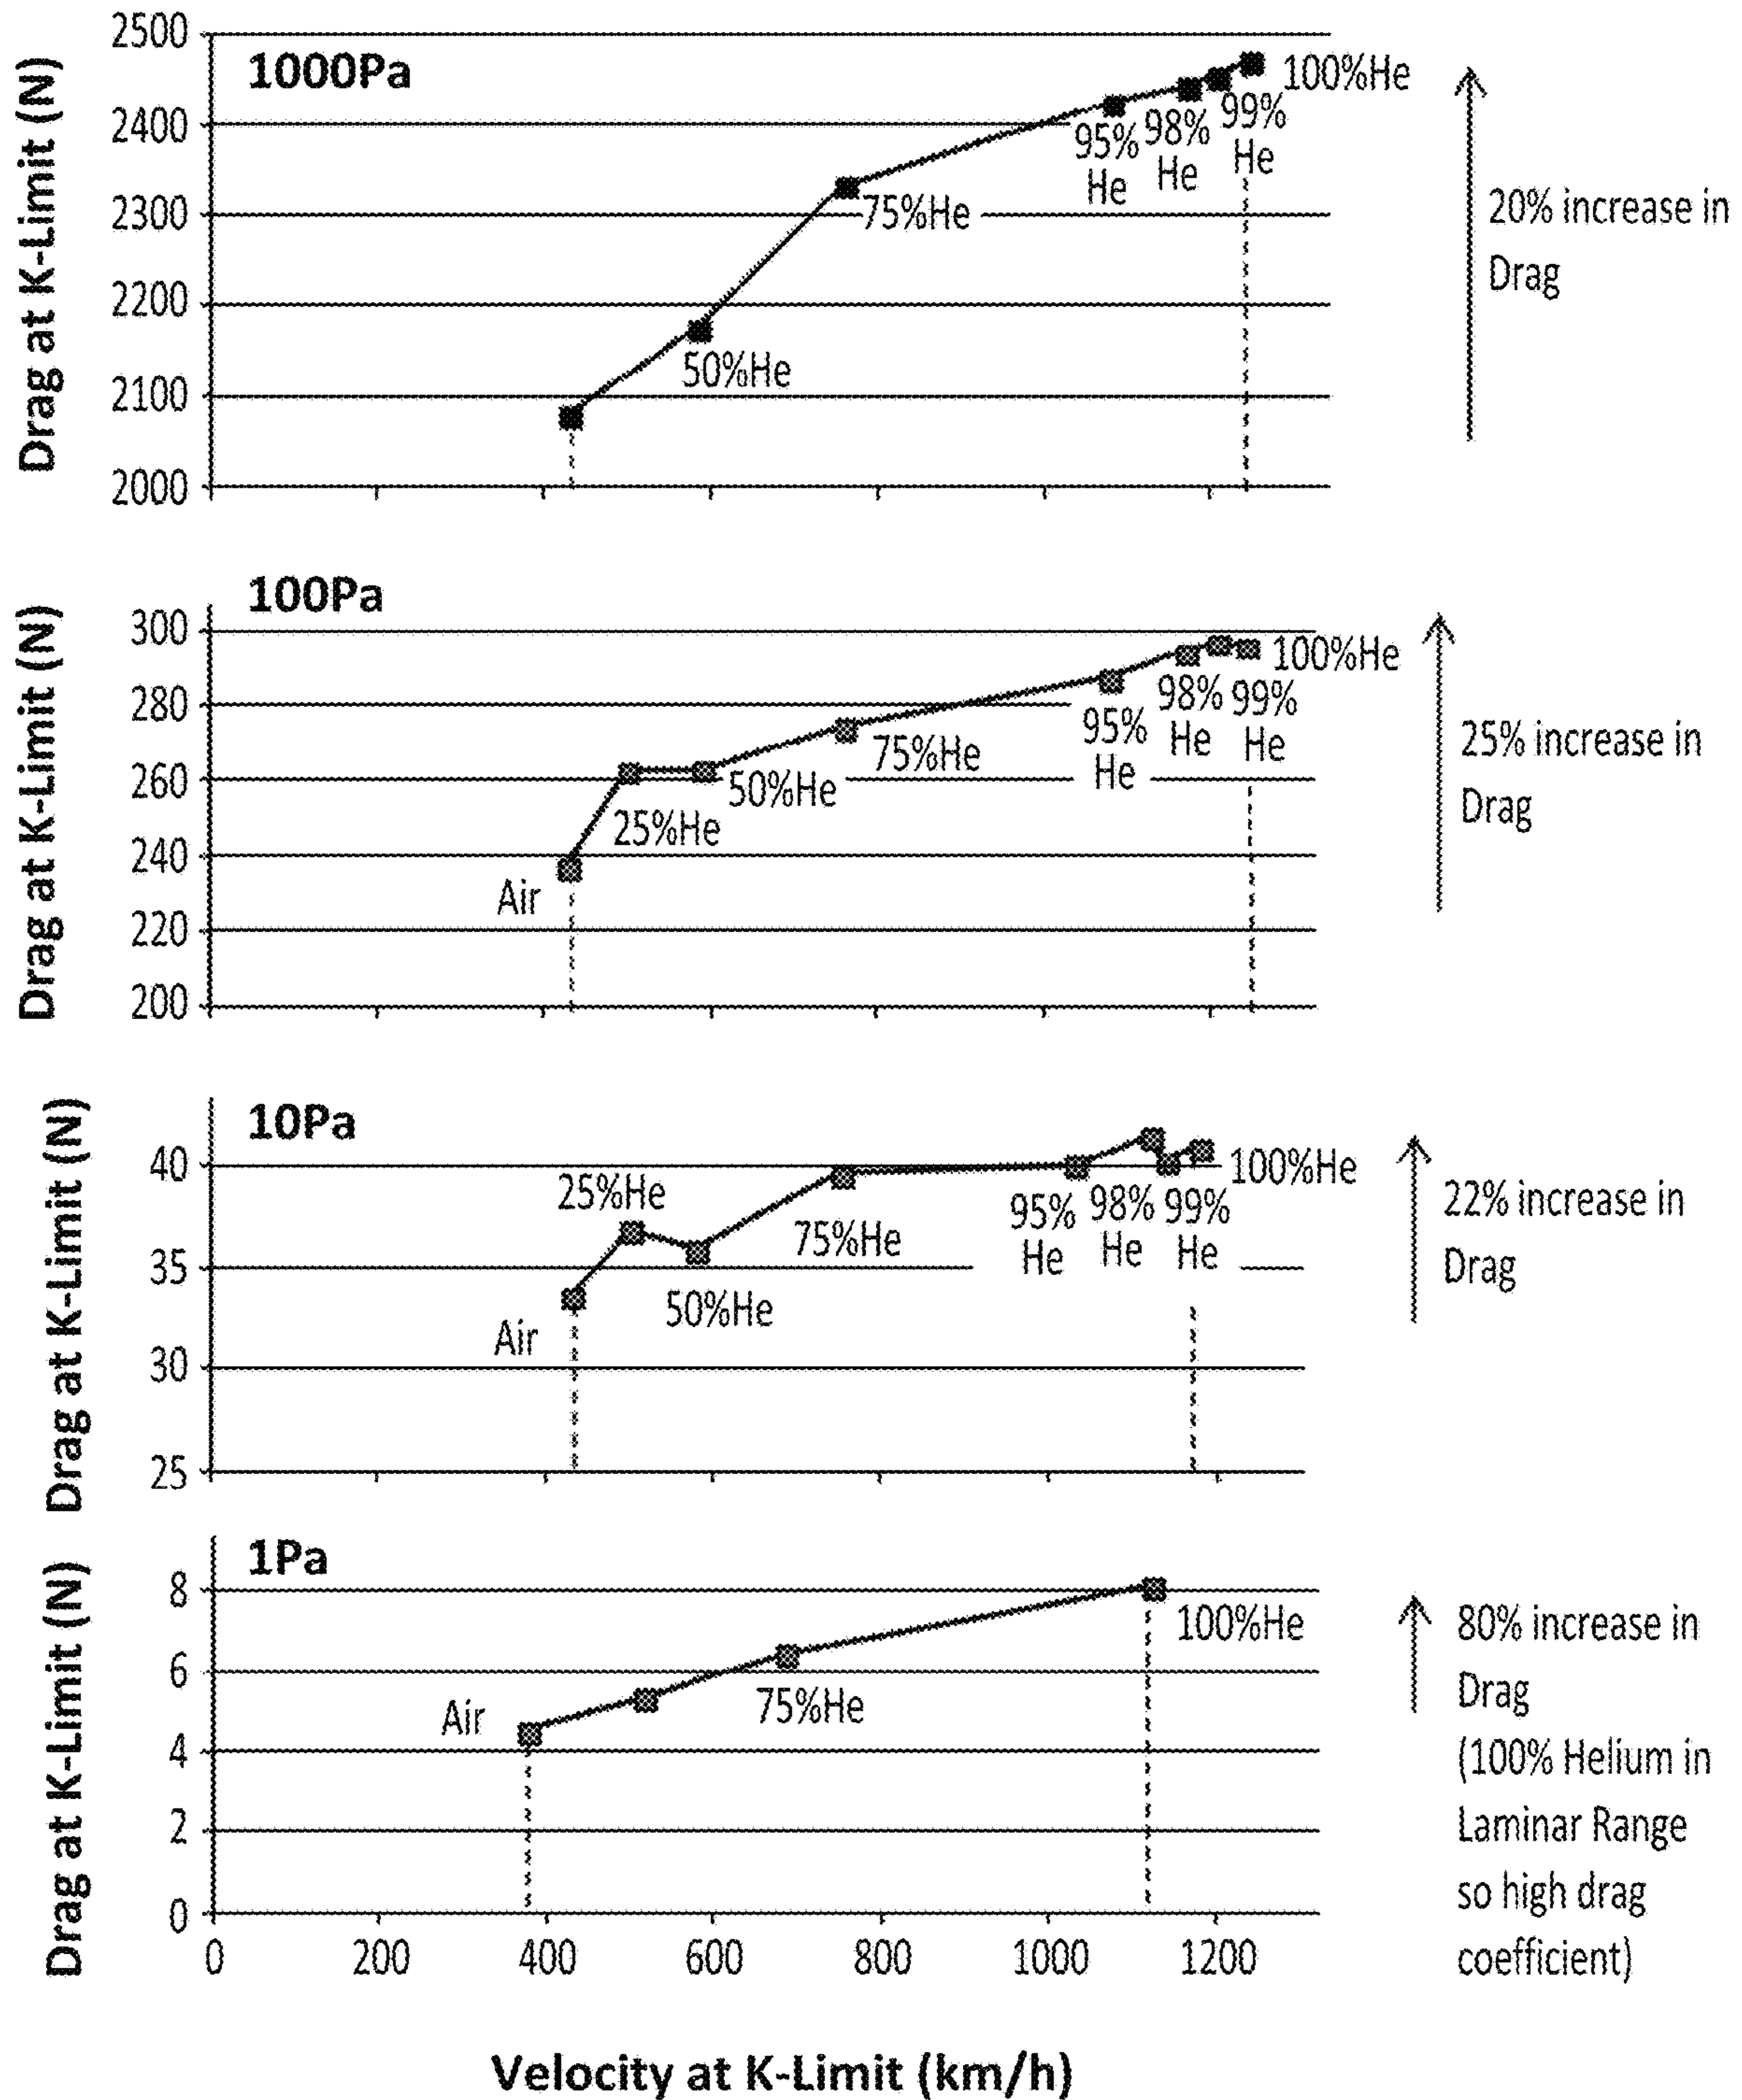 Drag at K-Limit (N)
1000Pa
2500
2400
2300
2200
2100
2000
50%He
75%He
95%
He
98%
He
99%
He
100%He
20% increase in
Drag
Drag at K-Limit (N)
100Pa
300
280
260
240
220
200
Air
25%He
50%He
75%He
95%
He
98%
He
99%
He
100%He
25% increase in
Drag
Drag at K-Limit (N)
10Pa
40
35
30
25
Air
25%He
50%He
75%He
95%
He
98%
He
99%
He
100%He
22% increase in
Drag
Drag at K-Limit (N)
1Pa
8
6
4
2
0
Air
75%He
100%He
80% increase in
Drag
(100% Helium in
Laminar Range
so high drag
coefficient)
0 200 400 600 800 1000 1200
Velocity at K-Limit (km/h)